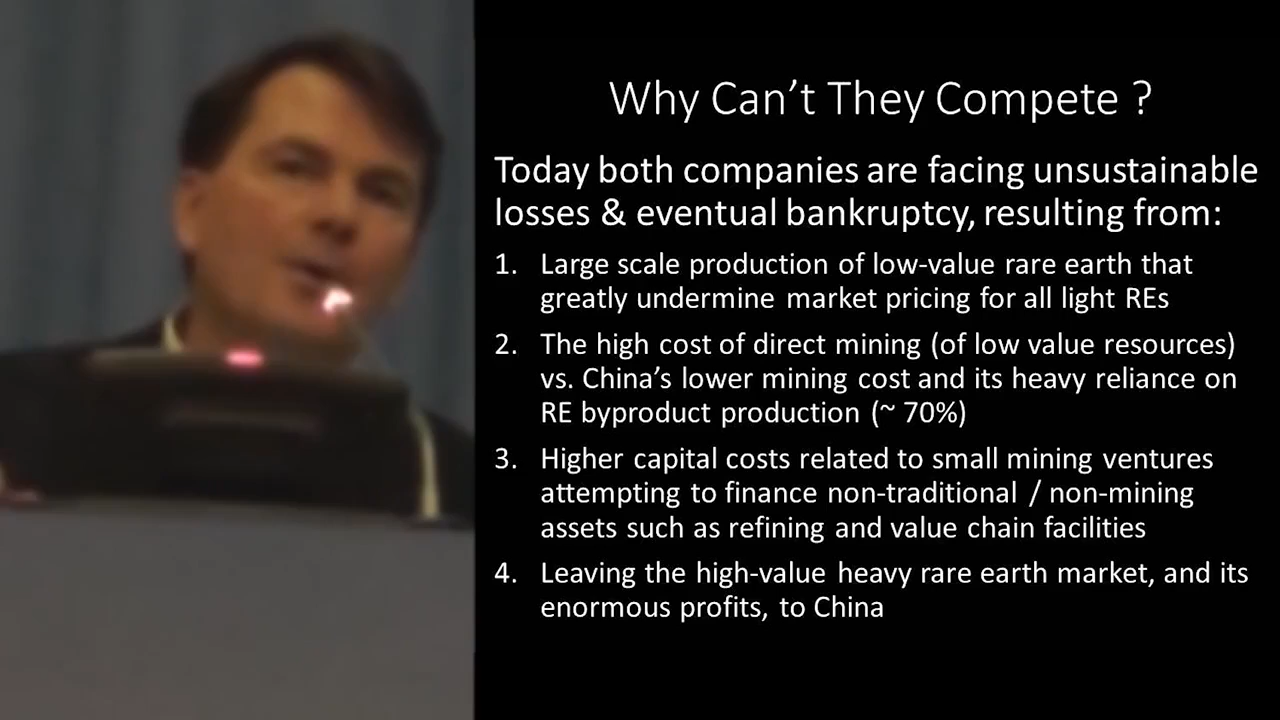 Why Can't They Compete ?
Today both companies are facing unsustainable
losses & eventual bankruptcy, resulting from:
1. Large scale production of low-value rare earth that
greatly undermine market pricing for all light REs
2. The high cost of direct mining (of low value resources)
vs. China's lower mining cost and its heavy reliance on
RE byproduct production (~ 70%)
3. Higher capital costs related to small mining ventures
attempting to finance non-traditional / non-mining
assets such as refining and value chain facilities
4. Leaving the high-value heavy rare earth market, and its
enormous profits, to China